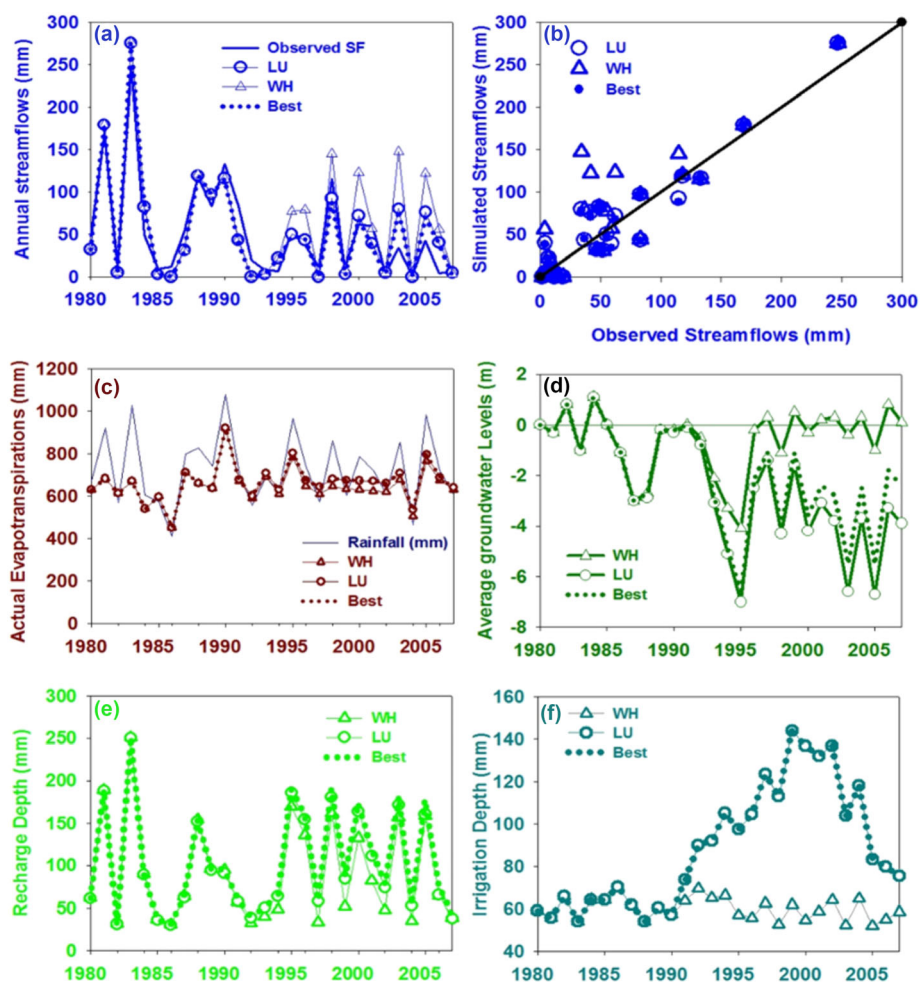 (a)
Annual streamflows (mm)
300
250
200
150
100
50
0
Observed SF
LU
WH
Best
1980 1985 1990 1995 2000 2005
(b)
Simulated Streamflows (mm)
300
250
200
150
100
50
0
LU
WH
Best
0 50 100 150 200 250 300
Observed Streamflows (mm)
(c)
Actual Evapotranspirations (mm)
1200
1000
800
600
400
200
0
Rainfall (mm)
WH
LU
Best
1980 1985 1990 1995 2000 2005
(d)
Average groundwater Levels (m)
2
0
-2
-4
-6
-8
WH
LU
Best
1980 1985 1990 1995 2000 2005
(e)
Recharge Depth (mm)
300
250
200
150
100
50
0
WH
LU
Best
1980 1985 1990 1995 2000 2005
(f)
Irrigation Depth (mm)
160
140
120
100
80
60
40
WH
LU
Best
1980 1985 1990 1995 2000 2005